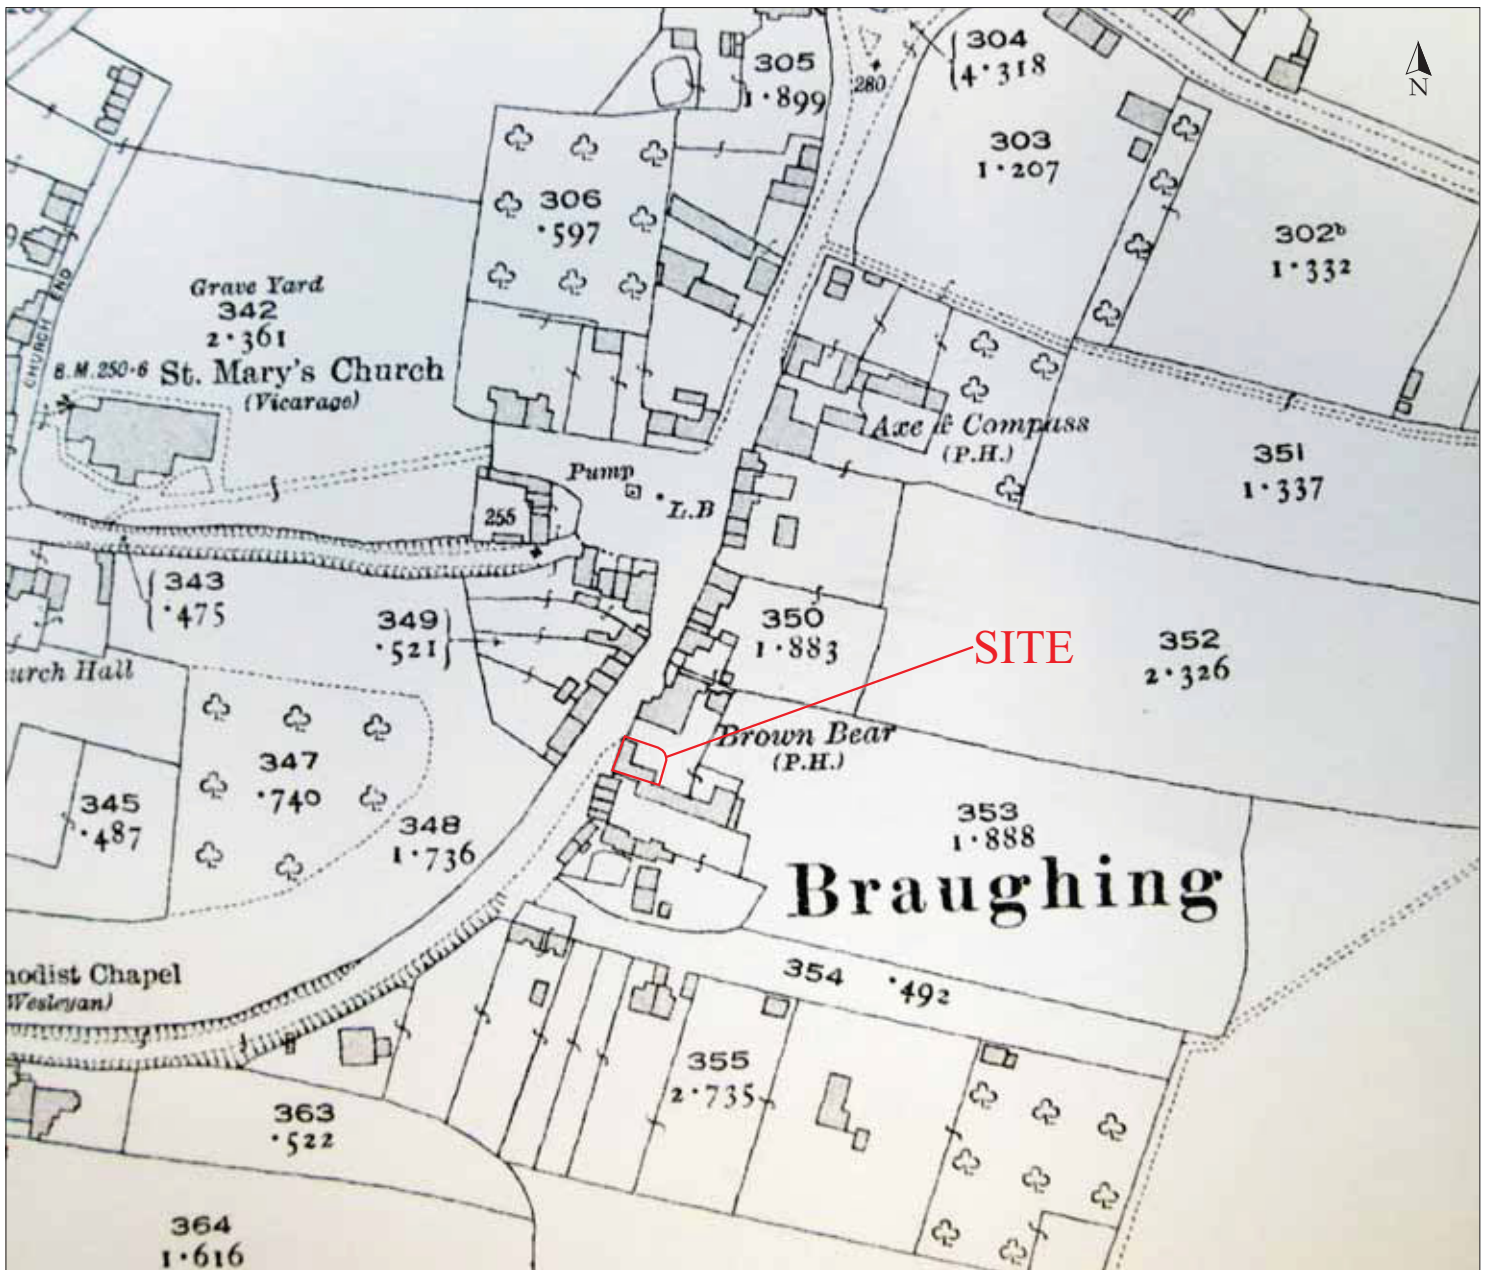 304
4·318
305
1·899
280
N
303
1·207
306
·597
302b
1·332
Grave Yard
342
2·361
CHURCH END
B.M. 250·6 St. Mary's Church
(Vicarage)
Axe & Compass
(P.H.)
351
1·337
Pump
L.B
255
343
·475
349
·521
350
1·883
SITE
352
2·326
urch Hall
Brown Bear
(P.H.)
347
·740
345
·487
348
1·736
353
1·888
Braughing
hodist Chapel
Wesleyan)
354 ·492
355
2·735
363
·522
364
1·616